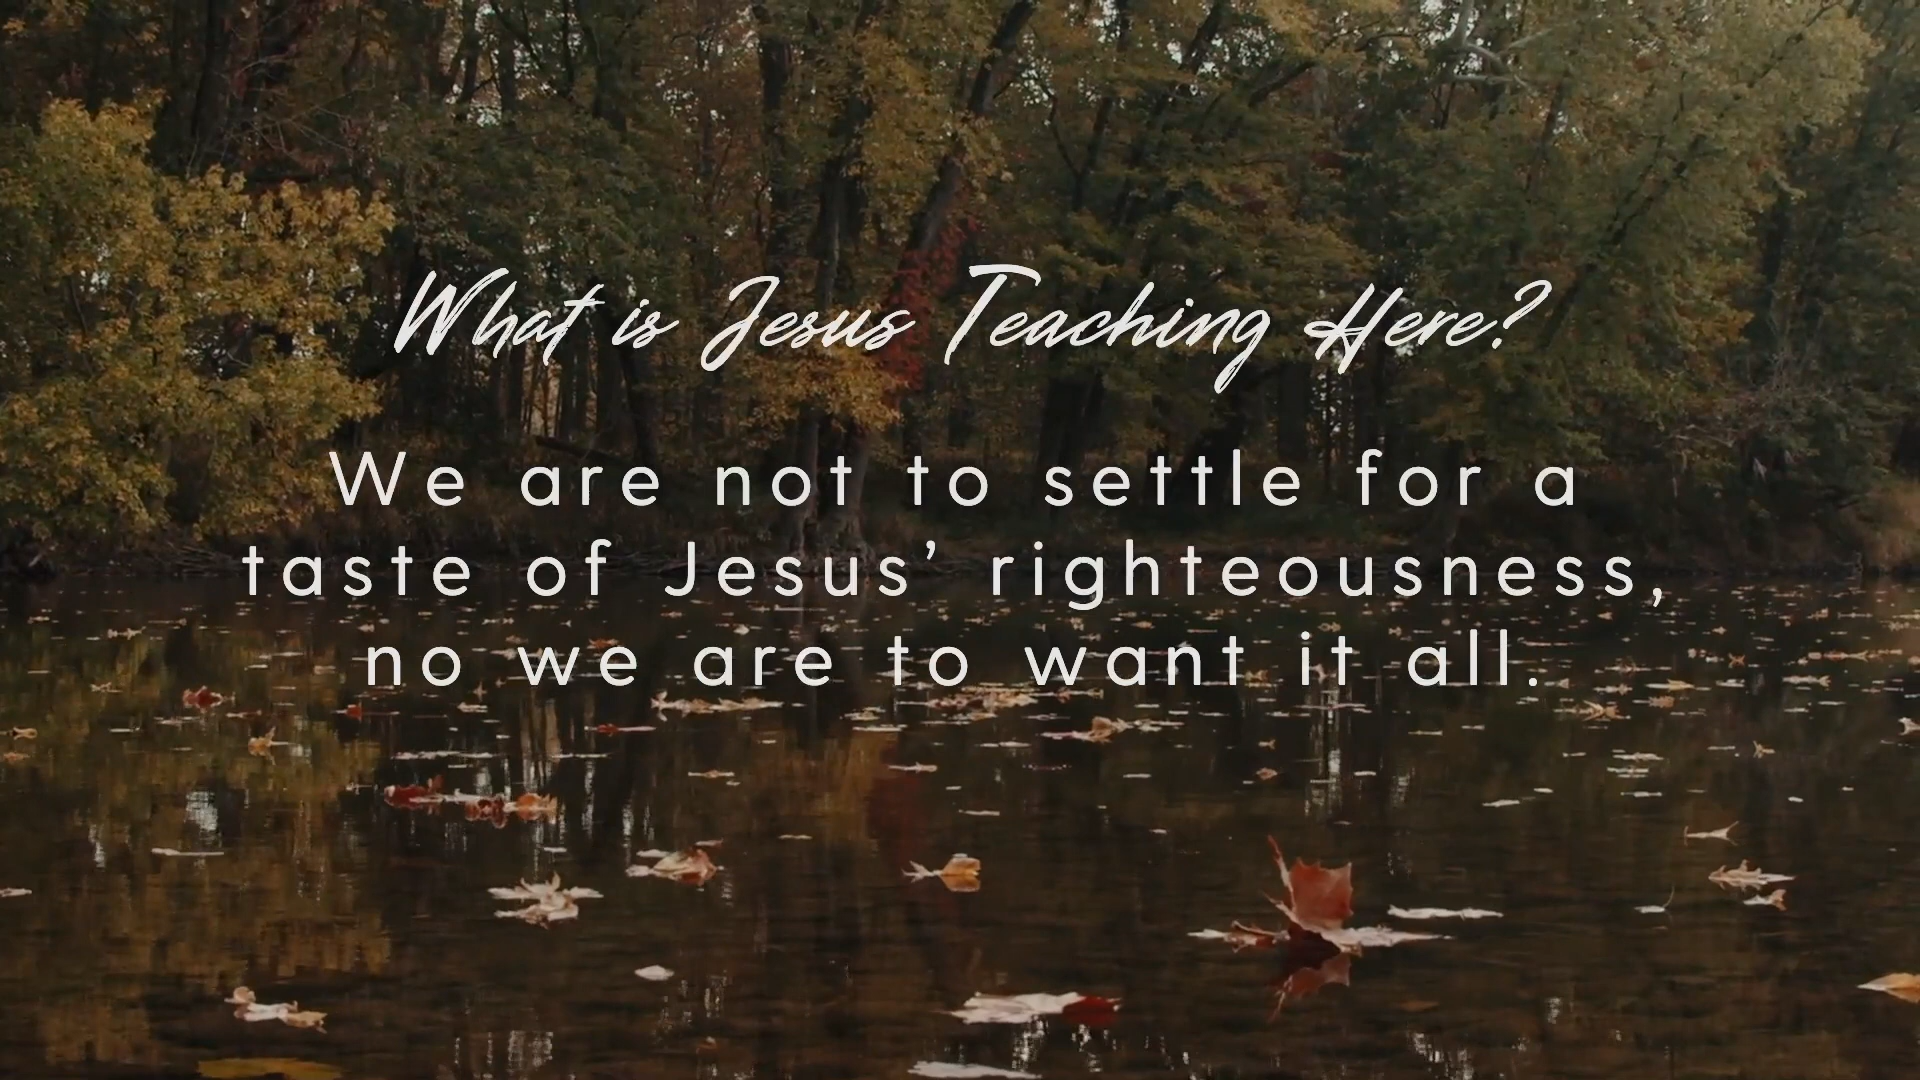 What is Jesus Teaching Here?
We are not to settle for a
taste of Jesus’ righteousness,
no we are to want it all.